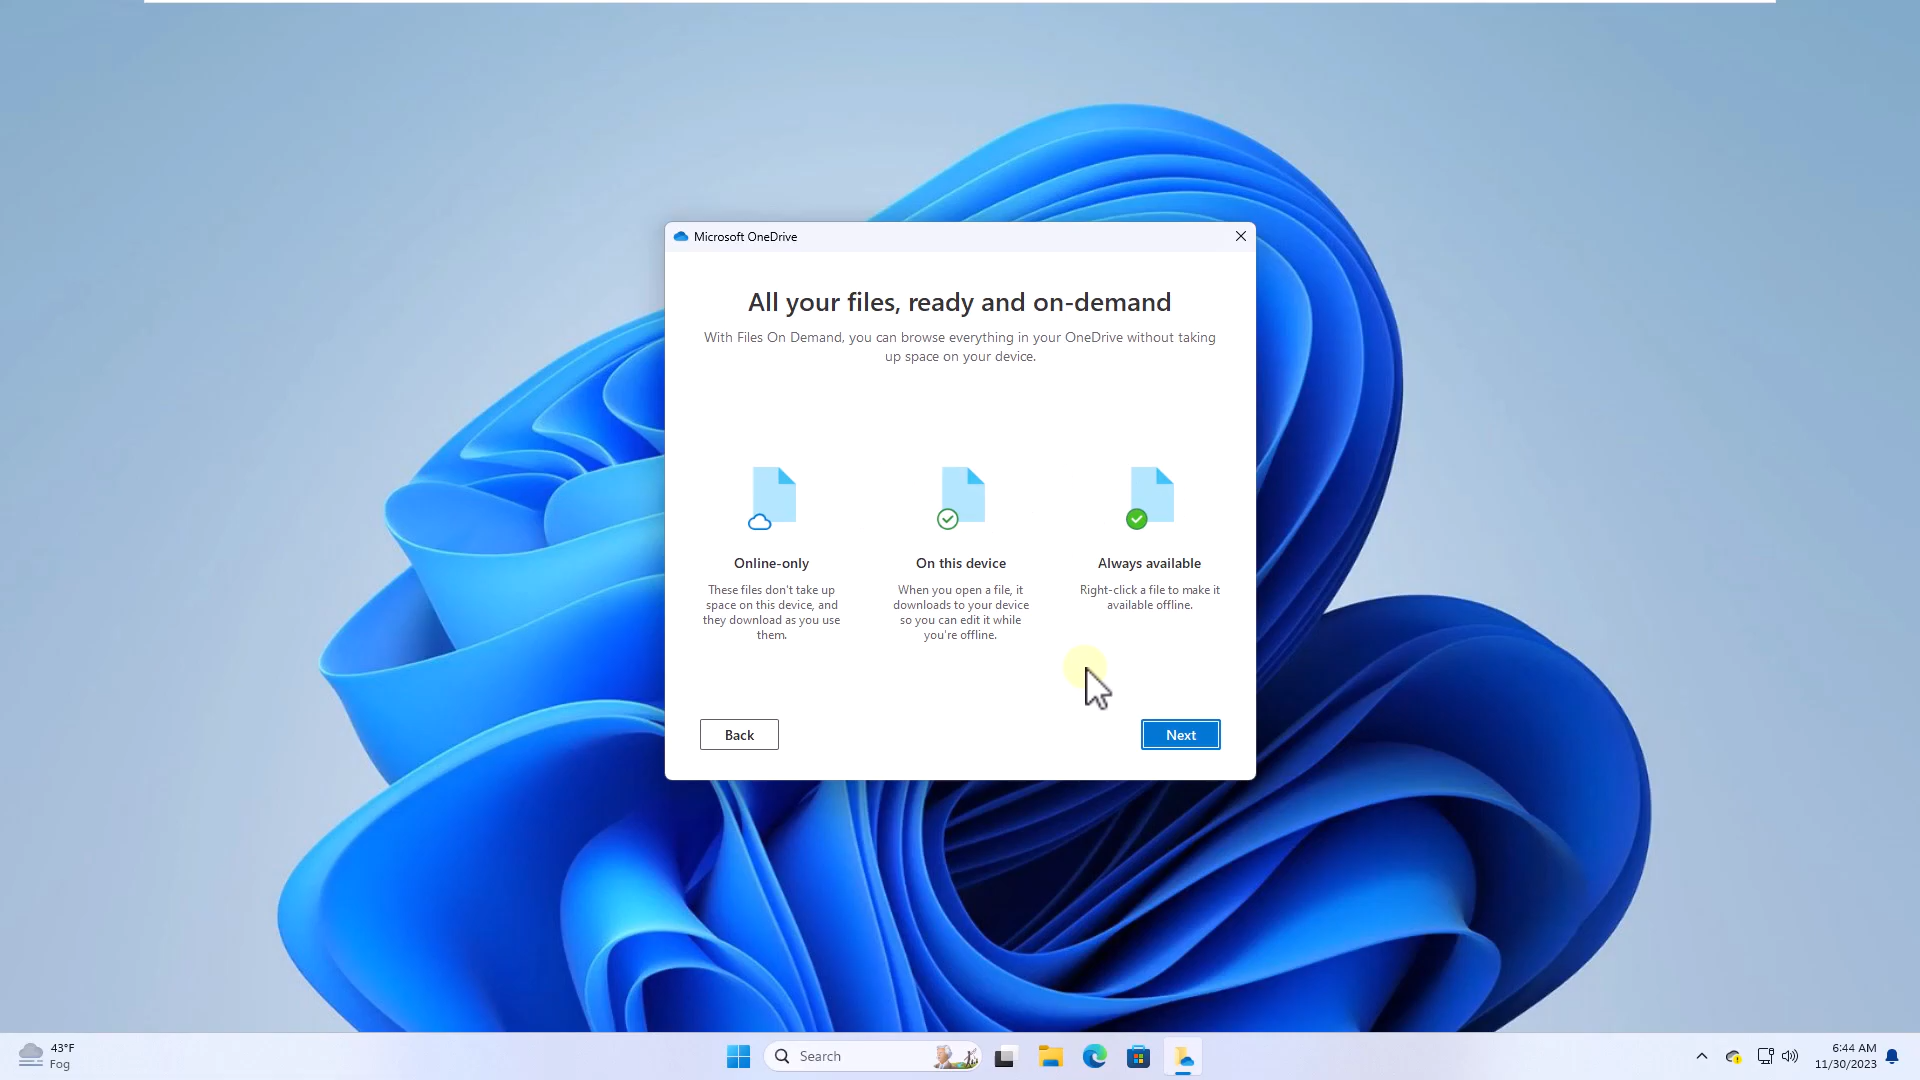 Microsoft OneDrive
All your files, ready and on-demand
With Files On Demand, you can browse everything in your OneDrive without taking
up space on your device.
Online-only
These files don't take up
space on this device, and
they download as you use
them.
On this device
When you open a file, it
downloads to your device
so you can edit it while
you're offline.
Always available
Right-click a file to make it
available offline.
Back
Next
43°F
Fog
Search
6:44 AM
11/30/2023